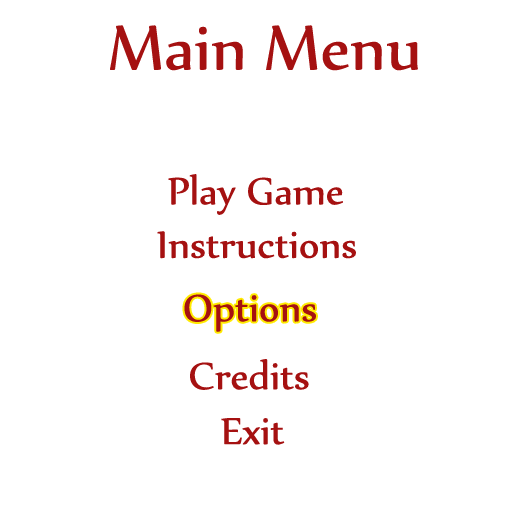 Main Menu
Play Game
Instructions
Options
Credits
Exit